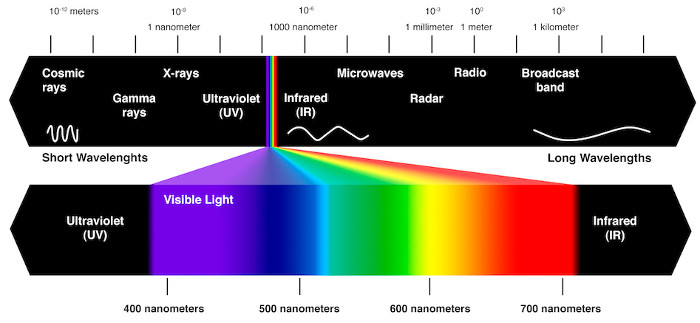 10⁻¹⁰ meters 10⁻⁹ 10⁻⁶ 10⁻³ 10⁰ 10³
1 nanometer 1000 nanometer 1 millimeter 1 meter 1 kilometer
Cosmic
rays
X-rays
Gamma
rays
Ultraviolet
(UV)
Infrared
(IR)
Microwaves
Radar
Radio
Broadcast
band
Short Wavelenghts
Long Wavelengths
Ultraviolet
(UV)
Visible Light
Infrared
(IR)
400 nanometers 500 nanometers 600 nanometers 700 nanometers